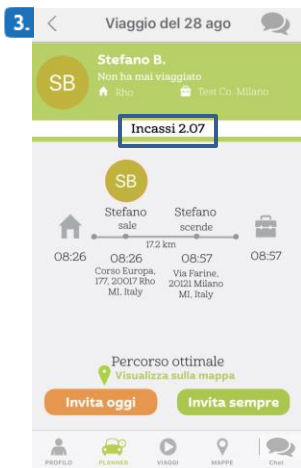 3.
Viaggio del 28 ago
SB
Stefano B.
Non ha mai viaggiato
Rho Test Co. Milano
Incassi 2.07
SB
Stefano Stefano
sale scende
17.2 km
08:26 08:26 08:57 08:57
Corso Europa, Via Farine,
177, 20017 Rho 20121 Milano
MI, Italy MI, Italy
Percorso ottimale
Visualizza sulla mappa
Invita oggi Invita sempre
PROFILO PLANNER VIAGGI MAPPE Chat